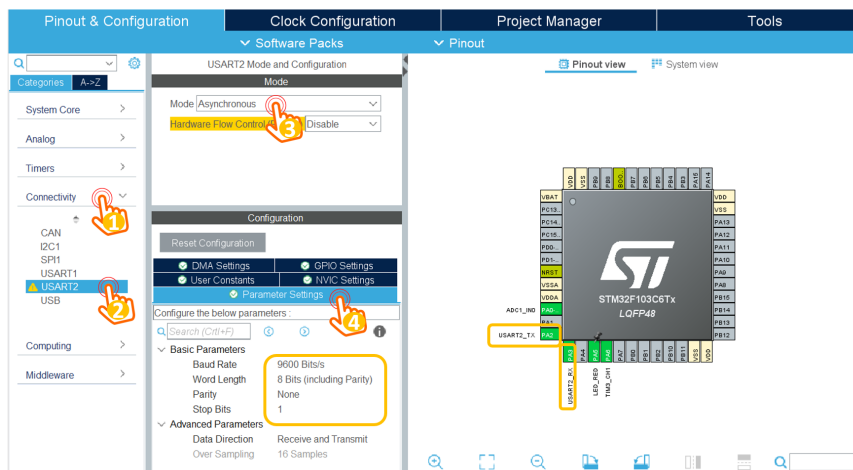 Pinout & Configuration
Clock Configuration
Project Manager
Tools
Software Packs
Pinout
Categories
A->Z
System Core
Analog
Timers
Connectivity
1
CAN
I2C1
SPI1
USART1
USART2
2
USB
Computing
Middleware
USART2 Mode and Configuration
Mode
Mode Asynchronous
3
Hardware Flow Control Disable
Configuration
Reset Configuration
DMA Settings
GPIO Settings
User Constants
NVIC Settings
Parameter Settings
4
Configure the below parameters :
Search (Crtl+F)
Basic Parameters
Baud Rate 9600 Bits/s
Word Length 8 Bits (including Parity)
Parity None
Stop Bits 1
Advanced Parameters
Data Direction Receive and Transmit
Over Sampling 16 Samples
Pinout view
System view
VDD
VSS
PB9
PB8
BOO..
PB7
PB6
PB5
PB4
PB3
PA15
PA14
VBAT
PC13..
PC14..
PC15..
PD0-..
PD1-..
NRST
VSSA
VDDA
ADC1_IN0 PA0-..
PA1
USART2_TX PA2
ST
STM32F103C6Tx
LQFP48
VDD
VSS
PA13
PA12
PA11
PA10
PA9
PA8
PB15
PB14
PB13
PB12
PA3
PA4
PA5
PA6
PA7
PB0
PB1
PB2
PB10
PB11
VSS
VDD
USART2_RX
LED_RED
TIM3_CH1